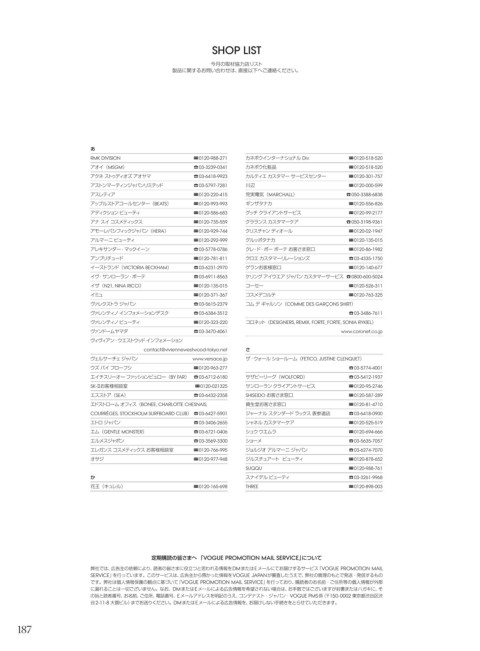 SHOP LIST
今月の取材協力店リスト
製品に関するお問い合わせは、直接以下へご連絡ください。
あ
RMK DIVISION ☎0120-988-271
アオイ (MSGM) ☎03-3239-0341
アクネ ストゥディオズ アオヤマ ☎03-6418-9923
アストンマーティンジャパンリミテッド ☎03-5797-7281
アスレティア ☎0120-220-415
アップルストアコールセンター (BEATS) ☎0120-993-993
アディクション ビューティ ☎0120-586-683
アナ スイ コスメティックス ☎0120-735-559
アモーレパシフィックジャパン (HERA) ☎0120-929-744
アルマーニ ビューティ ☎0120-292-999
アレキサンダー・マックイーン ☎03-5778-0786
アンプリチュード ☎0120-781-811
イーストランド (VICTORIA BECKHAM) ☎03-6231-2970
イヴ・サンローラン・ボーテ ☎03-6911-8563
イザ (N21, NINA RICCI) ☎0120-135-015
イミュ ☎0120-371-367
ヴァレクストラ ジャパン ☎03-5615-2379
ヴァレンティノ インフォメーションデスク ☎03-6384-3512
ヴァレンティノ ビューティ ☎0120-323-220
ヴァンドームヤマダ ☎03-3470-4061
ヴィヴィアン・ウエストウッド インフォメーション
contact@viviennewestwood-tokyo.net
ヴェルサーチェ ジャパン www.versace.jp
ウズ バイ フローフシ ☎0120-963-277
エイチスリーオー ファッションビュロー (BY FAR) ☎03-6712-6180
SK-II お客様相談室 ☎0120-021325
エスストア (SEA) ☎03-6432-2358
エドストローム オフィス (BONEE, CHARLOTTE CHESNAIS,
COURRÈGES, STOCKHOLM SURFBOARD CLUB) ☎03-6427-5901
エトロ ジャパン ☎03-3406-2655
エム (GENTLE MONSTER) ☎03-6721-0406
エルメスジャポン ☎03-3569-3300
エレガンス コスメティックス お客様相談室 ☎0120-766-995
オサジ ☎0120-977-948
か
花王 (キュレル) ☎0120-165-698
カネボウインターナショナルDiv. ☎0120-518-520
カネボウ化粧品 ☎0120-518-520
カルティエ カスタマー サービスセンター ☎0120-301-757
川辺 ☎0120-000-599
完実電気 (MARCHALL) ☎050-3388-6838
ギンザタナカ ☎0120-556-826
グッチ クライアントサービス ☎0120-99-2177
クラランス カスタマーケア ☎050-3198-9361
クリスチャン ディオール ☎0120-02-1947
グルッポタナカ ☎0120-135-015
クレ・ド・ポー ボーテ お客さま窓口 ☎0120-86-1982
クロエ カスタマーリレーションズ ☎03-4335-1750
ゲラン お客様窓口 ☎0120-140-677
ケリング アイウエア ジャパン カスタマーサービス ☎0800-600-5024
コーセー ☎0120-526-311
コスメデコルテ ☎0120-763-325
コム デ ギャルソン (COMME DES GARÇONS SHIRT)
☎03-3486-7611
コロネット (DESIGNERS, REMIX, FORTE_FORTE, SONIA RYKIEL)
www.coronet.co.jp
さ
ザ・ウォール ショールーム (FETICO, JUSTINE CLENQUET)
☎03-5774-4001
サザビーリーグ (WOLFORD) ☎03-5412-1937
サンローラン クライアントサービス ☎0120-95-2746
SHISEIDO お客さま窓口 ☎0120-587-289
資生堂お客さま窓口 ☎0120-81-4710
ジャーナル スタンダード ラックス 表参道店 ☎03-6418-0900
シャネル カスタマーケア ☎0120-525-519
シュウ ウエムラ ☎0120-694-666
ショーメ ☎03-5635-7057
ジョルジオ アルマーニ ジャパン ☎03-6274-7070
ジルスチュアート ビューティ ☎0120-878-652
SUQQU ☎0120-988-761
スナイデル ビューティ ☎03-3261-9968
THREE ☎0120-898-003
定期購読の皆さまへ 「VOGUE PROMOTION MAIL SERVICE」について
187